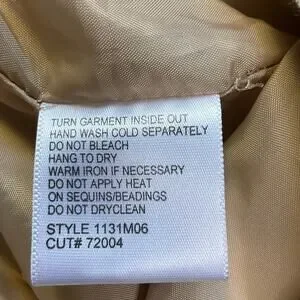 TURN GARMENT INSIDE OUT
HAND WASH COLD SEPARATELY
DO NOT BLEACH
HANG TO DRY
WARM IRON IF NECESSARY
DO NOT APPLY HEAT
ON SEQUINS/BEADINGS
DO NOT DRYCLEAN
STYLE 1131M06
CUT# 72004